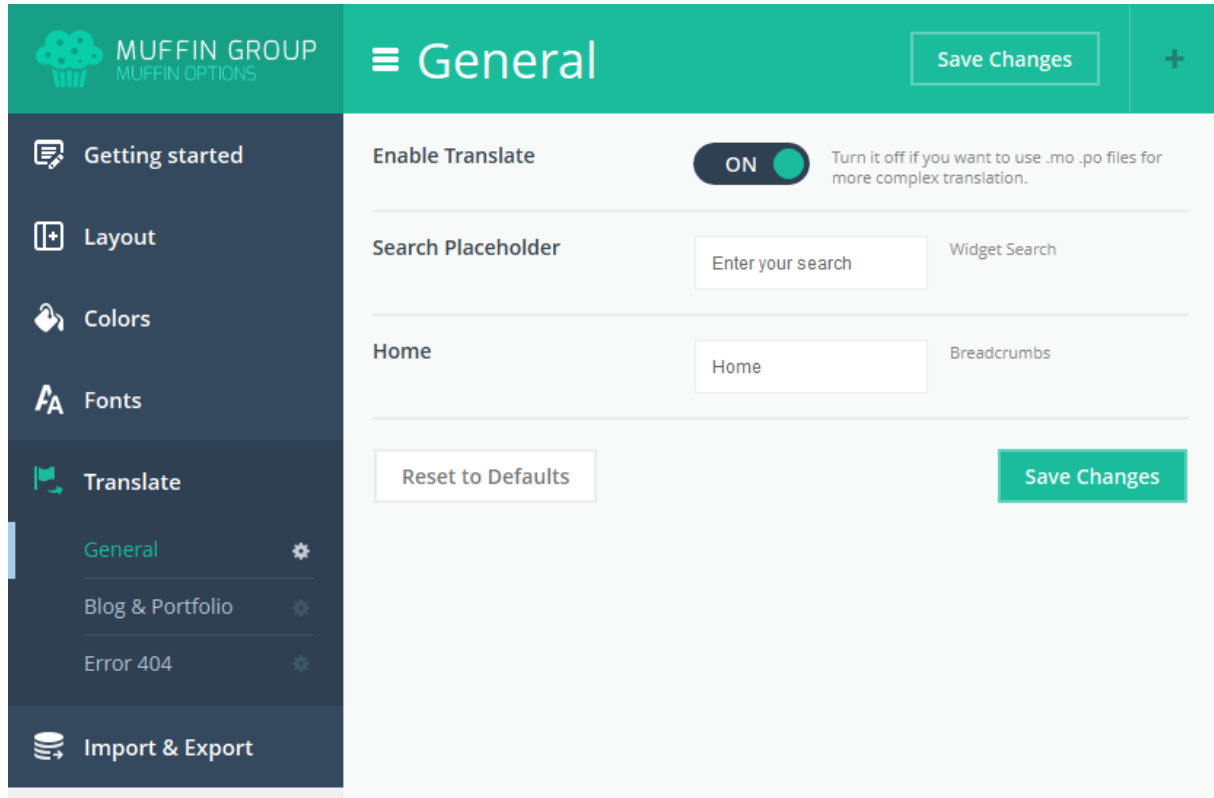 MUFFIN GROUP
MUFFIN OPTIONS
General
Save Changes
+
Getting started
Layout
Colors
Fonts
Translate
General
Blog & Portfolio
Error 404
Import & Export
Enable Translate
ON
Turn it off if you want to use .mo .po files for
more complex translation.
Search Placeholder
Enter your search
Widget Search
Home
Home
Breadcrumbs
Reset to Defaults
Save Changes